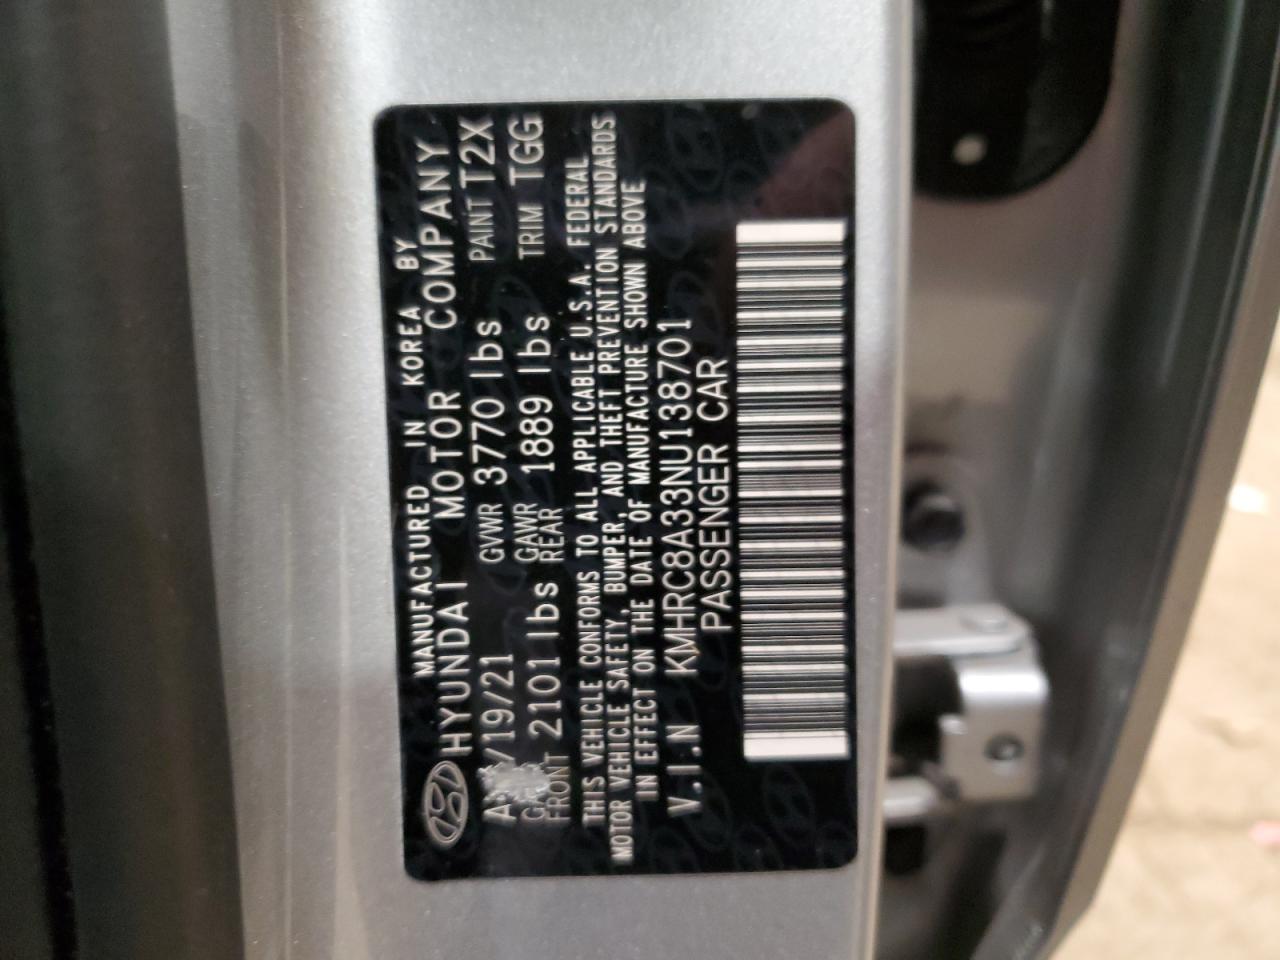 MANUFACTURED IN KOREA BY
HYUNDAI MOTOR COMPANY
/19/21 GVWR 3770 lbs PAINT T2X
FRONT 2101 lbs GAWR REAR 1889 lbs TRIM TGG
THIS VEHICLE CONFORMS TO ALL APPLICABLE U.S.A. FEDERAL
MOTOR VEHICLE SAFETY, BUMPER, AND THEFT PREVENTION STANDARDS
IN EFFECT ON THE DATE OF MANUFACTURE SHOWN ABOVE
V.I.N KMHRC8A33NU138701
PASSENGER CAR